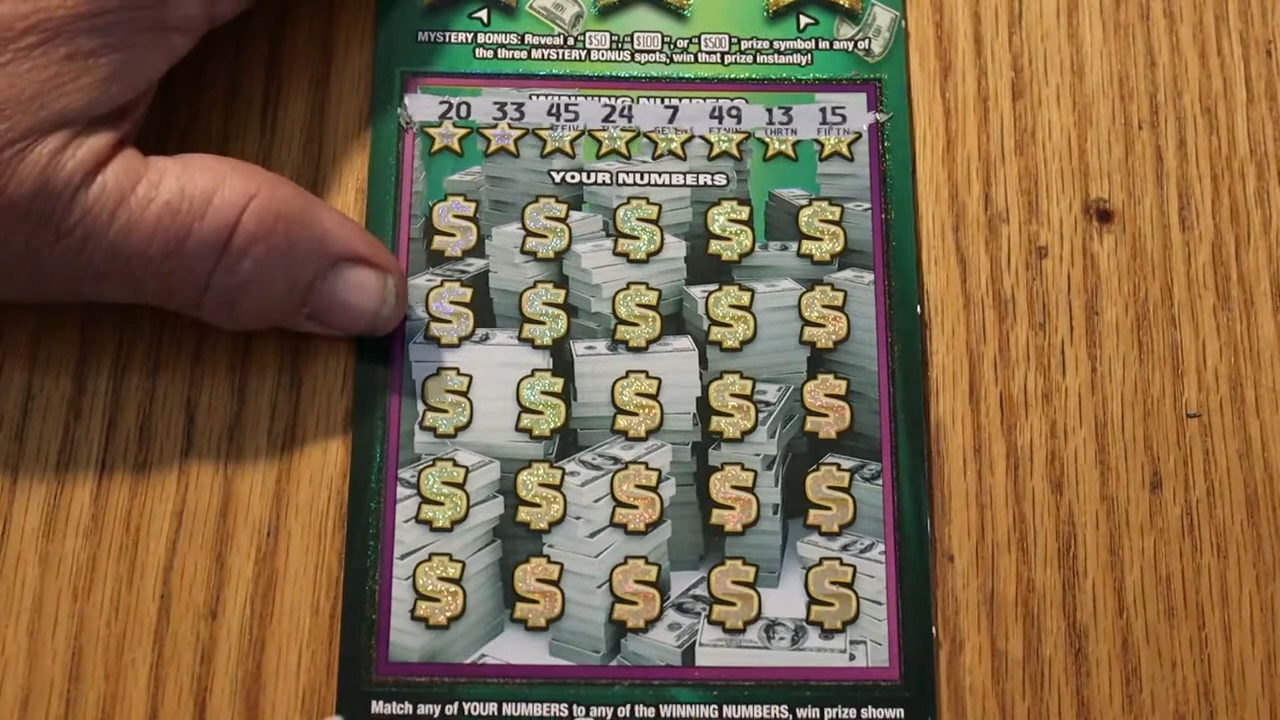 MYSTERY BONUS: Reveal a "$50", "$100", or "$500" prize symbol in any of
the three MYSTERY BONUS spots, win that prize instantly!
WINNING NUMBERS
20 33 45 24 7 49 13 15
YOUR NUMBERS
$ $ $ $ $
$ $ $ $ $
$ $ $ $ $
$ $ $ $ $
$ $ $ $ $
Match any of YOUR NUMBERS to any of the WINNING NUMBERS, win prize shown